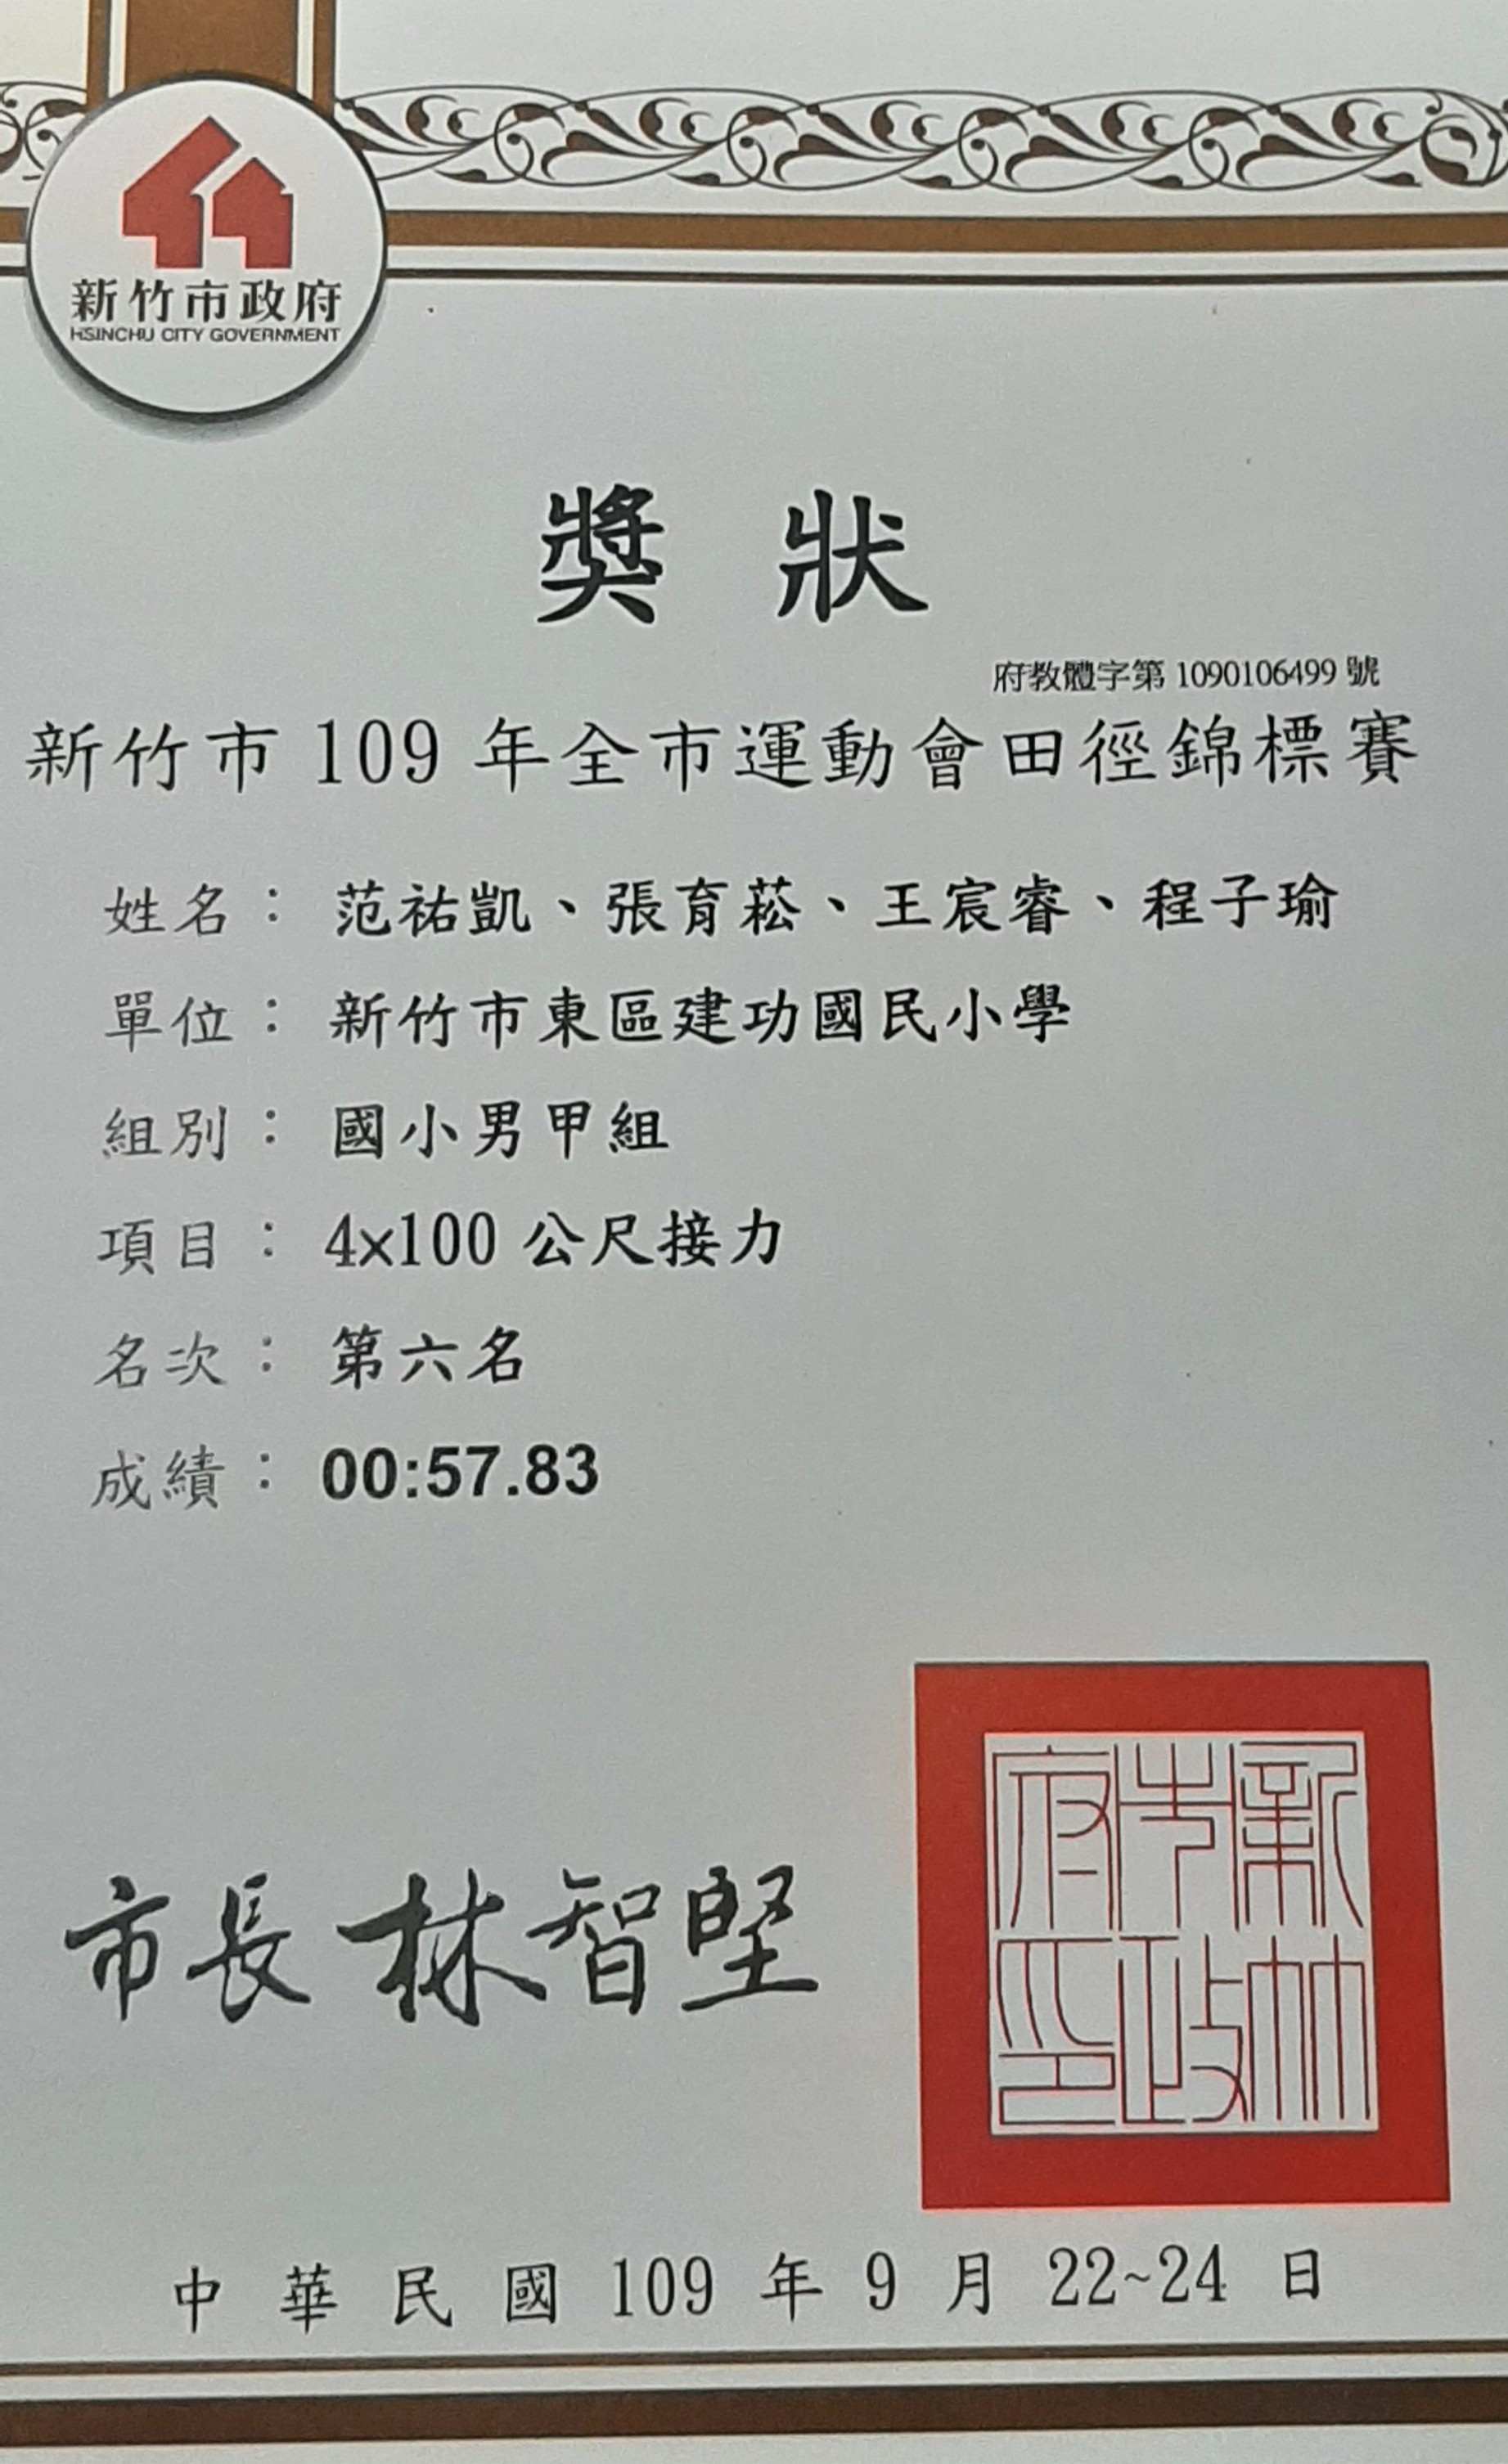 新竹市政府
HSINCHU CITY GOVERNMENT
獎狀
府教體字第 1090106499 號
新竹市 109 年全市運動會田徑錦標賽
姓名：范祐凱、張育菘、王宸睿、程子瑜
單位：新竹市東區建功國民小學
組別：國小男甲組
項目：4×100 公尺接力
名次：第六名
成績：00:57.83
新竹
市政
府印
市長 林智堅
中華民國 109 年 9 月 22~24 日